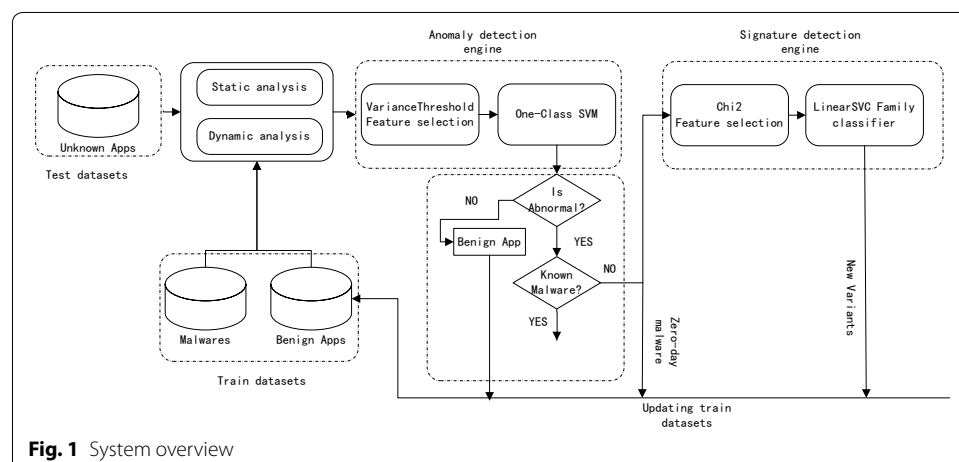 Anomaly detection
engine
Signature detection
engine
Static analysis
Dynamic analysis
Unknown Apps
Test datasets
VarianceThreshold
Feature selection
One-Class SVM
Chi2
Feature selection
LinearSVC Family
classifier
Is
Abnormal?
NO
YES
Benign App
Known
Malware?
NO
YES
Malwares
Benign Apps
Train datasets
Zero-day
malware
New Variants
Updating train
datasets
Fig. 1 System overview